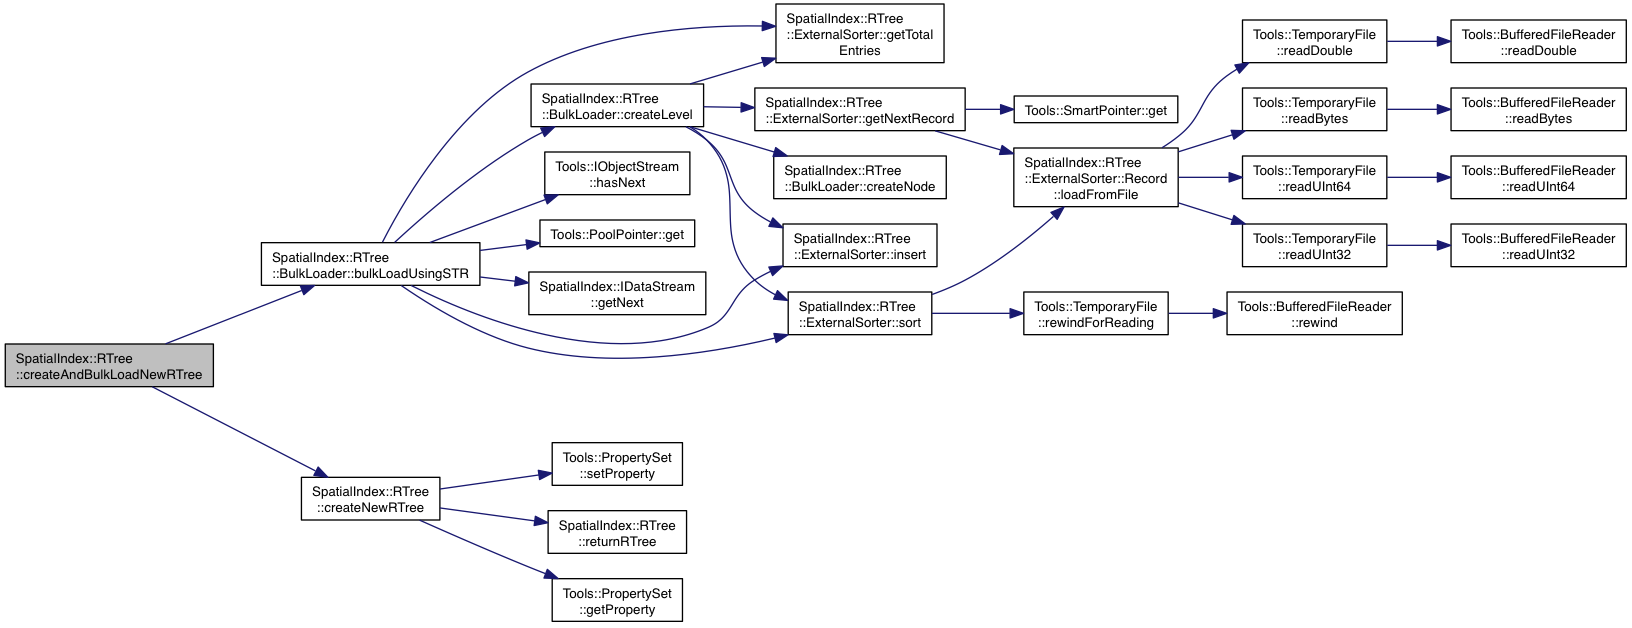 SpatialIndex::RTree
::createAndBulkLoadNewRTree
SpatialIndex::RTree
::BulkLoader::bulkLoadUsingSTR
SpatialIndex::RTree
::createNewRTree
SpatialIndex::RTree
::BulkLoader::createLevel
Tools::IObjectStream
::hasNext
Tools::PoolPointer::get
SpatialIndex::IDataStream
::getNext
Tools::PropertySet
::setProperty
SpatialIndex::RTree
::returnRTree
Tools::PropertySet
::getProperty
SpatialIndex::RTree
::ExternalSorter::getTotal
Entries
SpatialIndex::RTree
::ExternalSorter::getNextRecord
SpatialIndex::RTree
::BulkLoader::createNode
SpatialIndex::RTree
::ExternalSorter::insert
SpatialIndex::RTree
::ExternalSorter::sort
Tools::SmartPointer::get
SpatialIndex::RTree
::ExternalSorter::Record
::loadFromFile
Tools::TemporaryFile
::rewindForReading
Tools::TemporaryFile
::readDouble
Tools::TemporaryFile
::readBytes
Tools::TemporaryFile
::readUInt64
Tools::TemporaryFile
::readUInt32
Tools::BufferedFileReader
::rewind
Tools::BufferedFileReader
::readDouble
Tools::BufferedFileReader
::readBytes
Tools::BufferedFileReader
::readUInt64
Tools::BufferedFileReader
::readUInt32